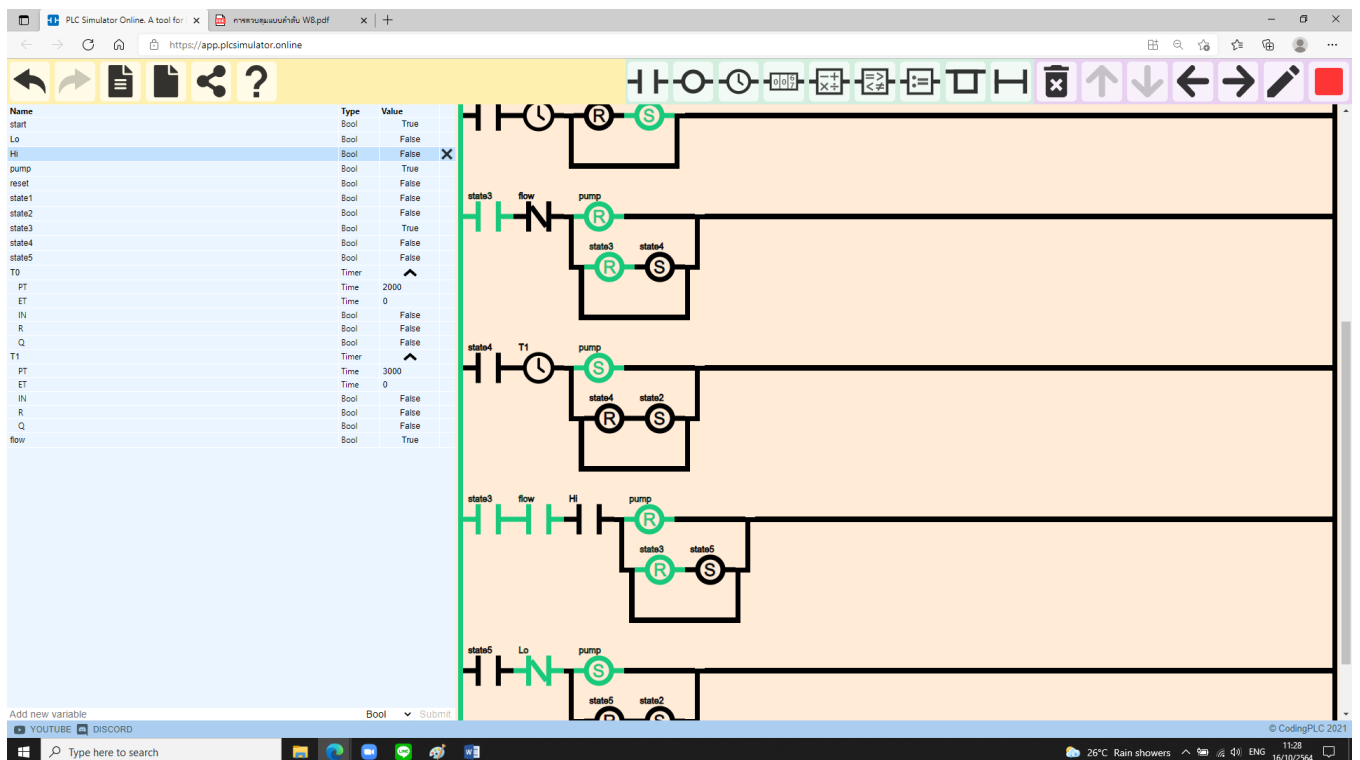 PLC Simulator Online. A tool for
การควบคุมแบบลำดับ W8.pdf
https://app.plcsimulator.online
Name Type Value
start Bool True
Lo Bool False
Hi Bool False
pump Bool True
reset Bool False
state1 Bool False
state2 Bool False
state3 Bool True
state4 Bool False
state5 Bool False
T0 Timer
PT Time 2000
ET Time 0
IN Bool False
R Bool False
Q Bool False
T1 Timer
PT Time 3000
ET Time 0
IN Bool False
R Bool False
Q Bool False
flow Bool True
R S
state3 flow pump
R
state3 state4
R S
state4 T1 pump
S
state4 state2
R S
state3 flow Hi pump
R
state3 state5
R S
state5 Lo pump
S
state5 state2
R S
Add new variable Bool Submit
YOUTUBE DISCORD © CodingPLC 2021
Type here to search
26°C Rain showers ENG 11:28
16/10/2564